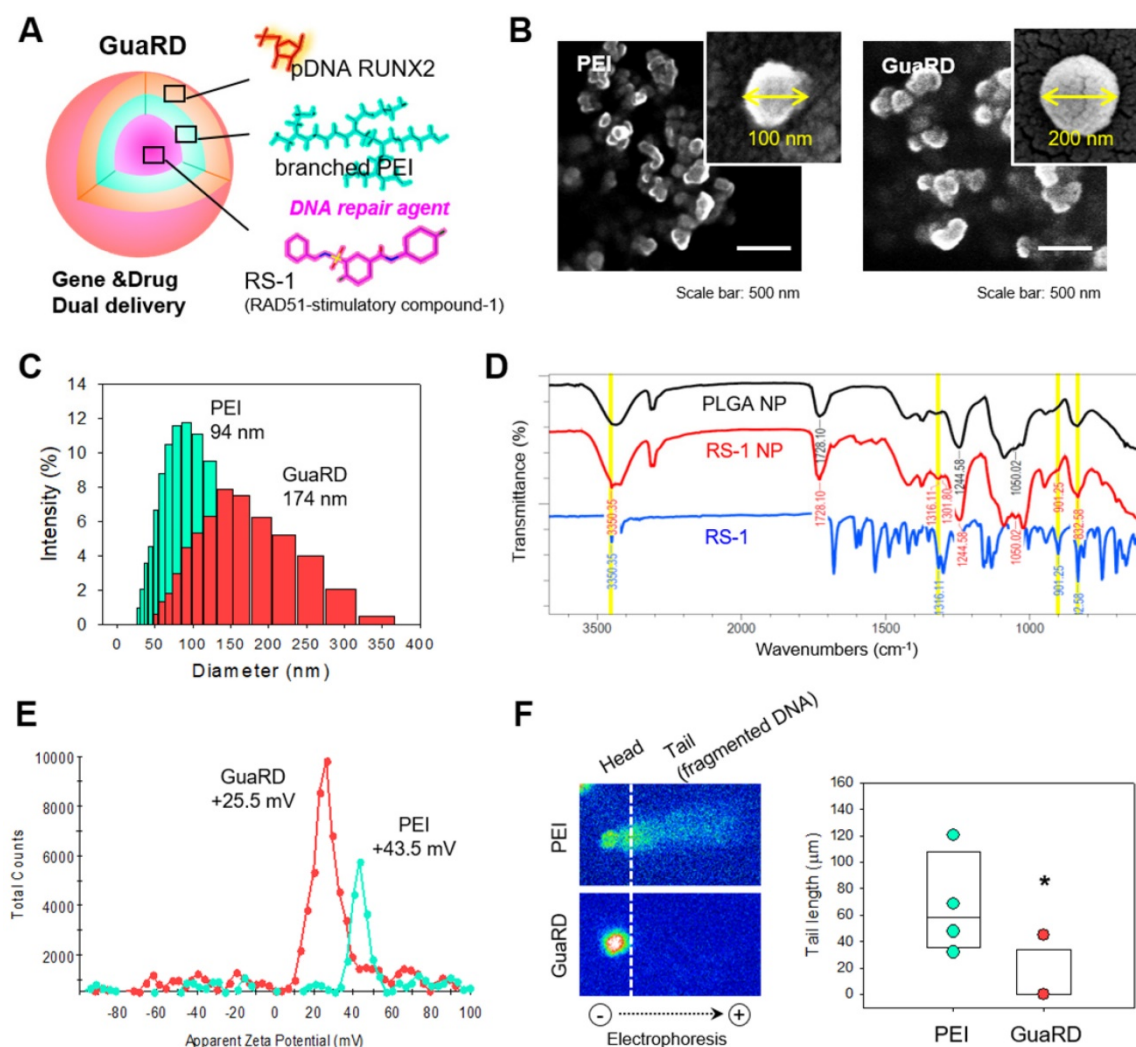 A
GuaRD
pDNA RUNX2
branched PEI
DNA repair agent
RS-1
(RAD51-stimulatory compound-1)
Gene &Drug
Dual delivery
B
PEI
100 nm
GuaRD
200 nm
Scale bar: 500 nm
Scale bar: 500 nm
C
Intensity (%)
14
12
10
8
6
4
2
0
PEI
94 nm
GuaRD
174 nm
0 50 100 150 200 250 300 350 400
Diameter (nm)
D
Transmittance (%)
PLGA NP
RS-1 NP
RS-1
1728.10
1244.58
1050.02
3350.35
1728.10
1316.11
1301.80
1244.58
1050.02
901.25
832.58
3350.35
1316.11
901.25
2.58
3500 2000 1500 1000
Wavenumbers (cm-1)
E
Total Counts
10000
8000
6000
4000
2000
GuaRD
+25.5 mV
PEI
+43.5 mV
-80 -60 -40 -20 0 20 40 60 80 100
Apparent Zeta Potential (mV)
F
Head
Tail
(fragmented DNA)
PEI
GuaRD
- +
Electrophoresis
Tail length (μm)
160
140
120
100
80
60
40
20
0
*
PEI GuaRD